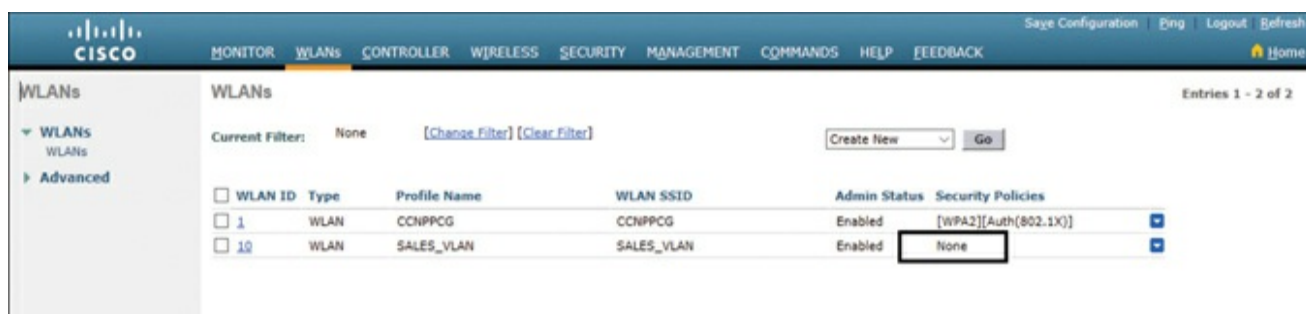 Save Configuration | Ping | Logout | Refresh
CISCO MONITOR WLANs CONTROLLER WIRELESS SECURITY MANAGEMENT COMMANDS HELP FEEDBACK Home
WLANs
WLANs
WLANs
Advanced
WLANs Entries 1 - 2 of 2
Current Filter: None [Change Filter] [Clear Filter] Create New Go
WLAN ID Type Profile Name WLAN SSID Admin Status Security Policies
1 WLAN CCNPPCG CCNPPCG Enabled [WPA2][Auth(802.1X)]
10 WLAN SALES_VLAN SALES_VLAN Enabled None